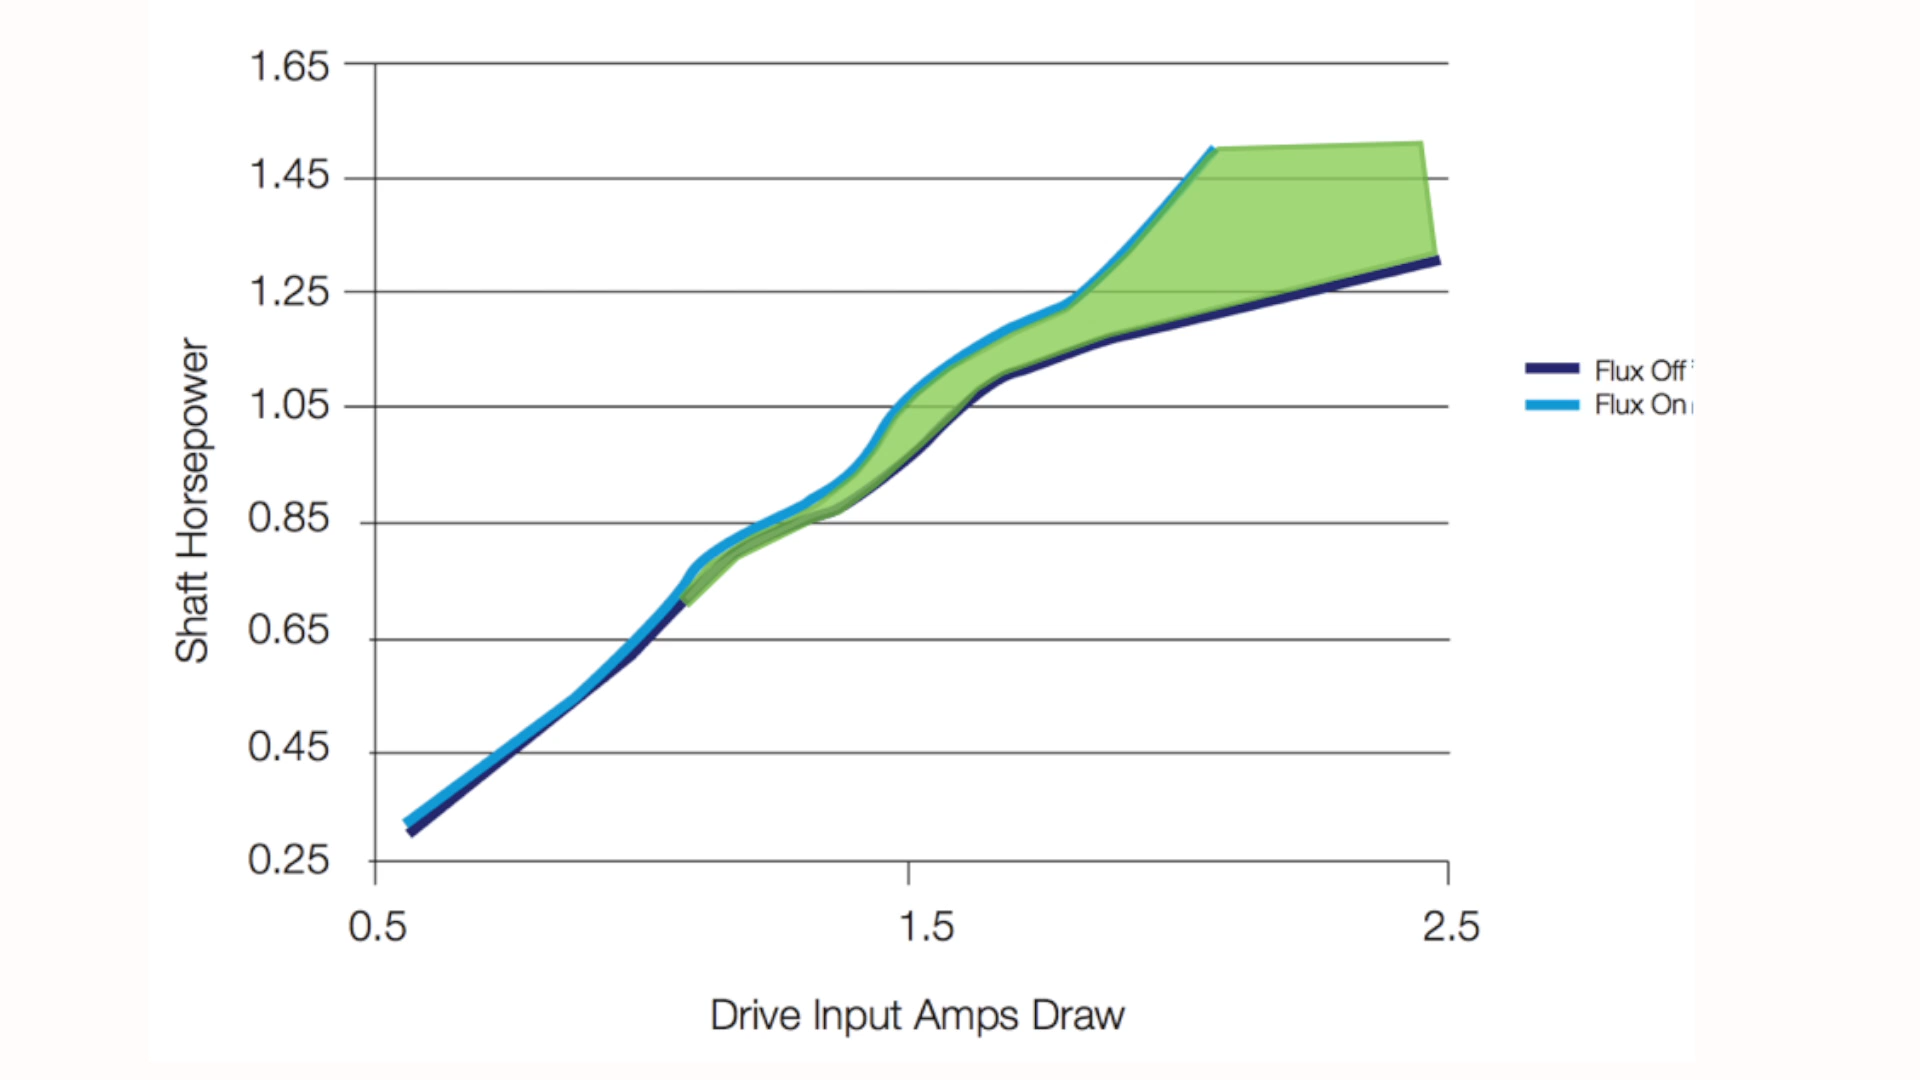 1.65
1.45
1.25
1.05
0.85
0.65
0.45
0.25
Shaft Horsepower
0.5 1.5 2.5
Drive Input Amps Draw
Flux Off
Flux On